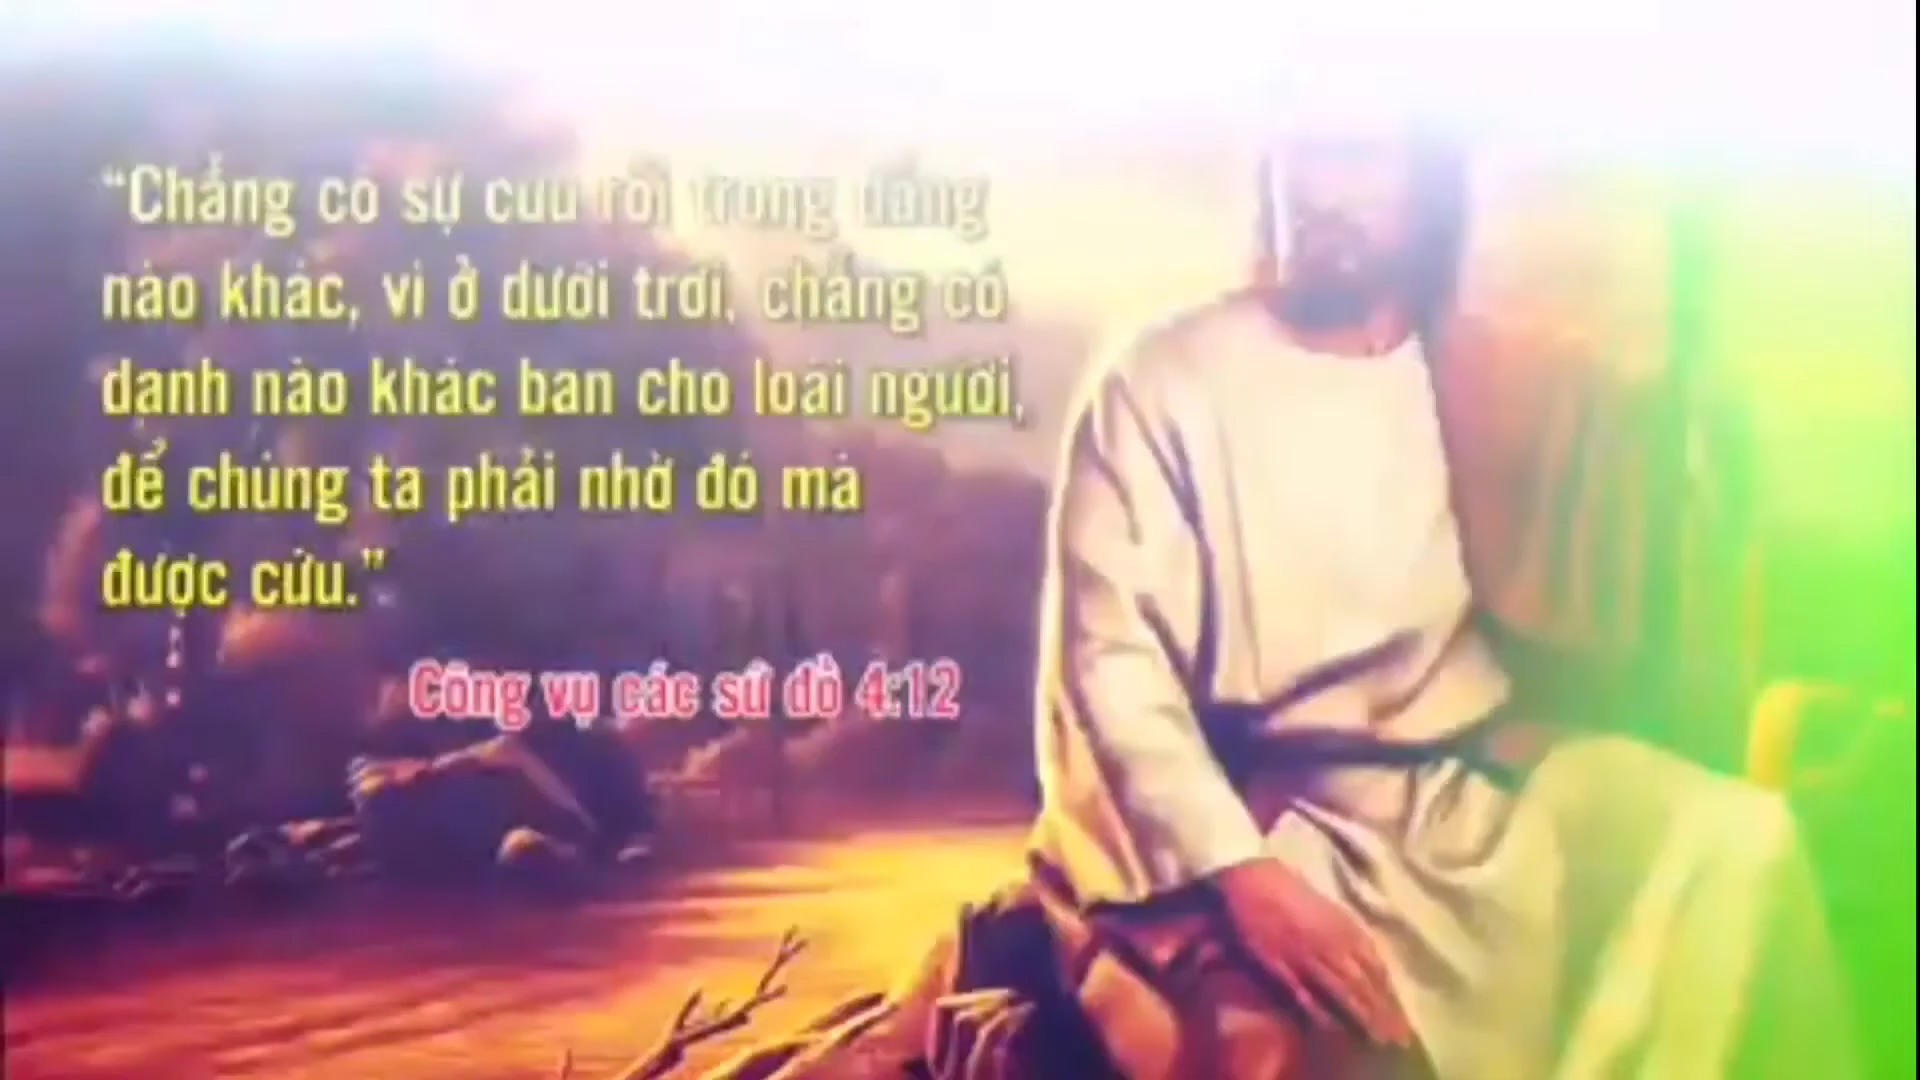 “Chẳng có sự cứu rỗi trong đấng
nào khác, vì ở dưới trời, chẳng có
danh nào khác ban cho loài người,
để chúng ta phải nhờ đó mà
được cứu.”
Công vụ các sứ đồ 4:12